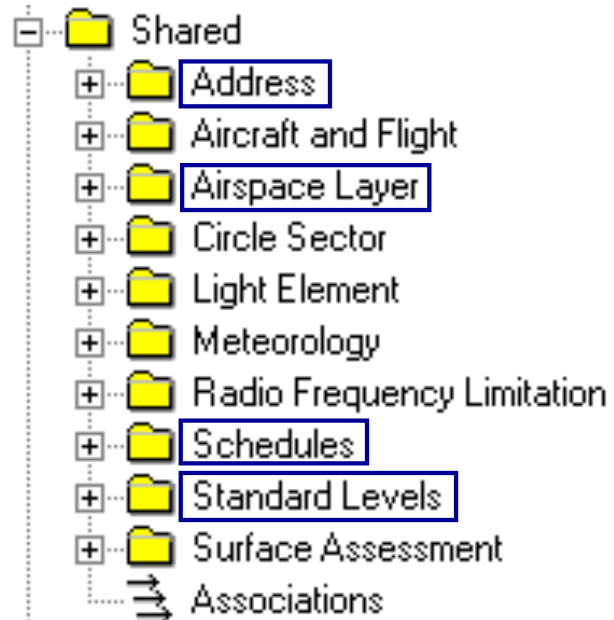 Shared
Address
Aircraft and Flight
Airspace Layer
Circle Sector
Light Element
Meteorology
Radio Frequency Limitation
Schedules
Standard Levels
Surface Assessment
Associations